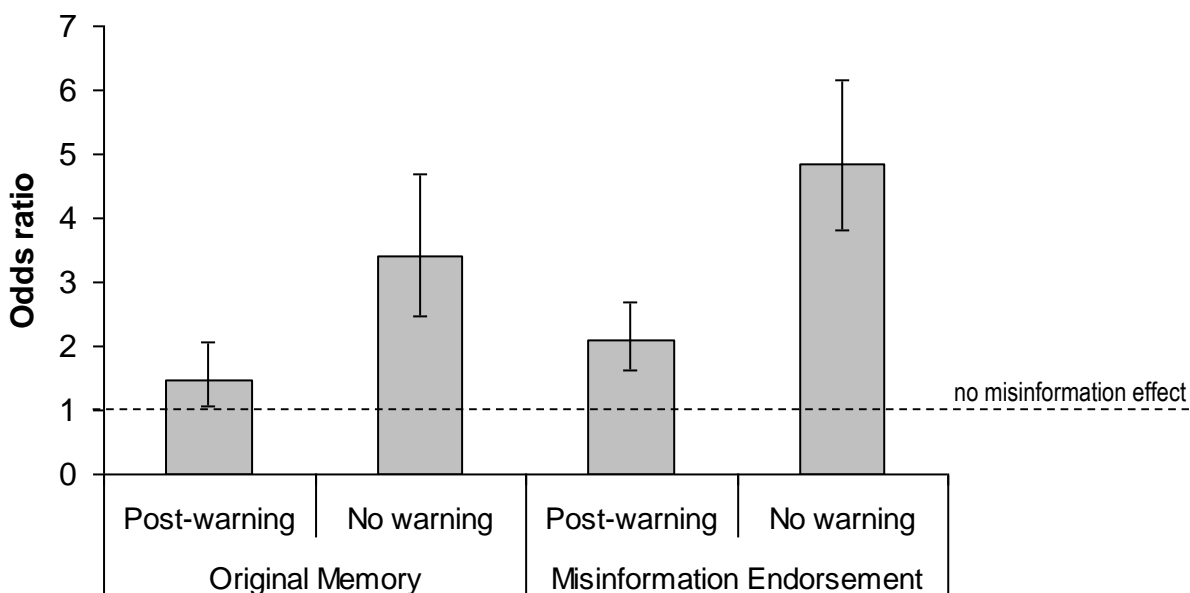 7
6
5
4
3
2
1
0
Odds ratio
no misinformation effect
Post-warning No warning Post-warning No warning
Original Memory Misinformation Endorsement